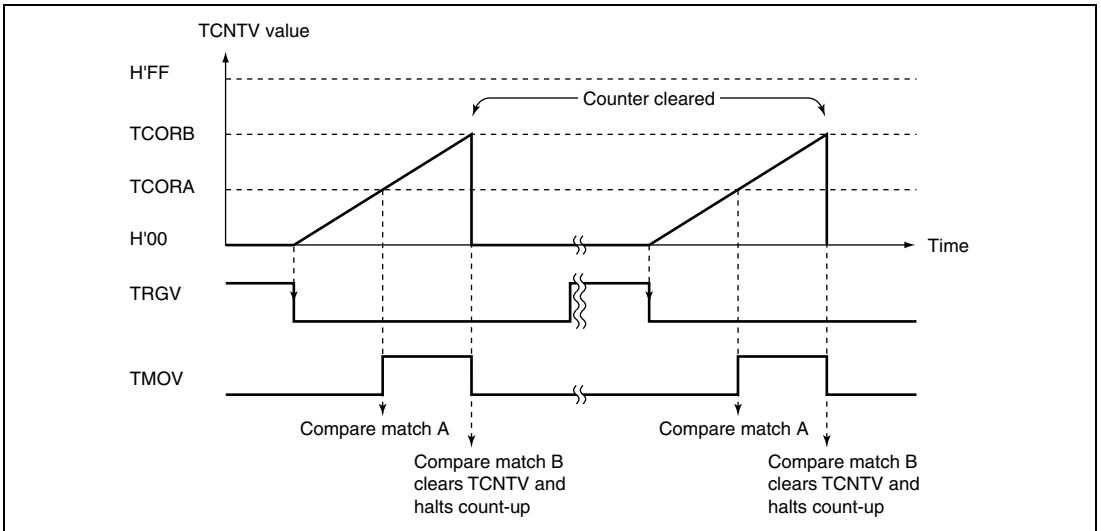 TCNTV value
H'FF
Counter cleared
TCORB
TCORA
H'00
Time
TRGV
TMOV
Compare match A
Compare match A
Compare match B
clears TCNTV and
halts count-up
Compare match B
clears TCNTV and
halts count-up